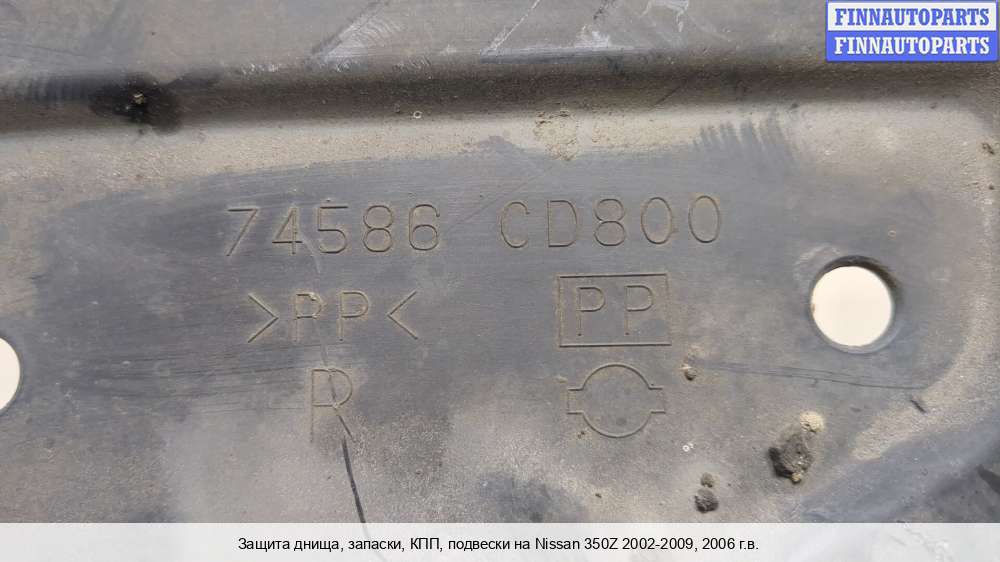 FINNAUTOPARTS
FINNAUTOPARTS
74586 CD800
>PP< PP
R
Защита днища, запаски, КПП, подвески на Nissan 350Z 2002-2009, 2006 г.в.